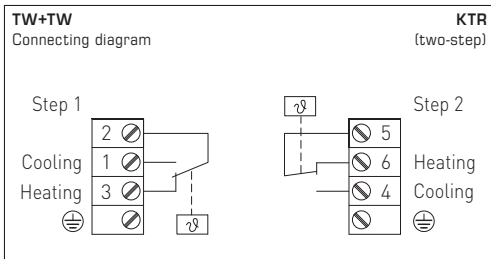 TW+TW KTR
Connecting diagram (two-step)
Step 1 ϑ Step 2
2 5
Cooling 1 6 Heating
Heating 3 4 Cooling
ϑ